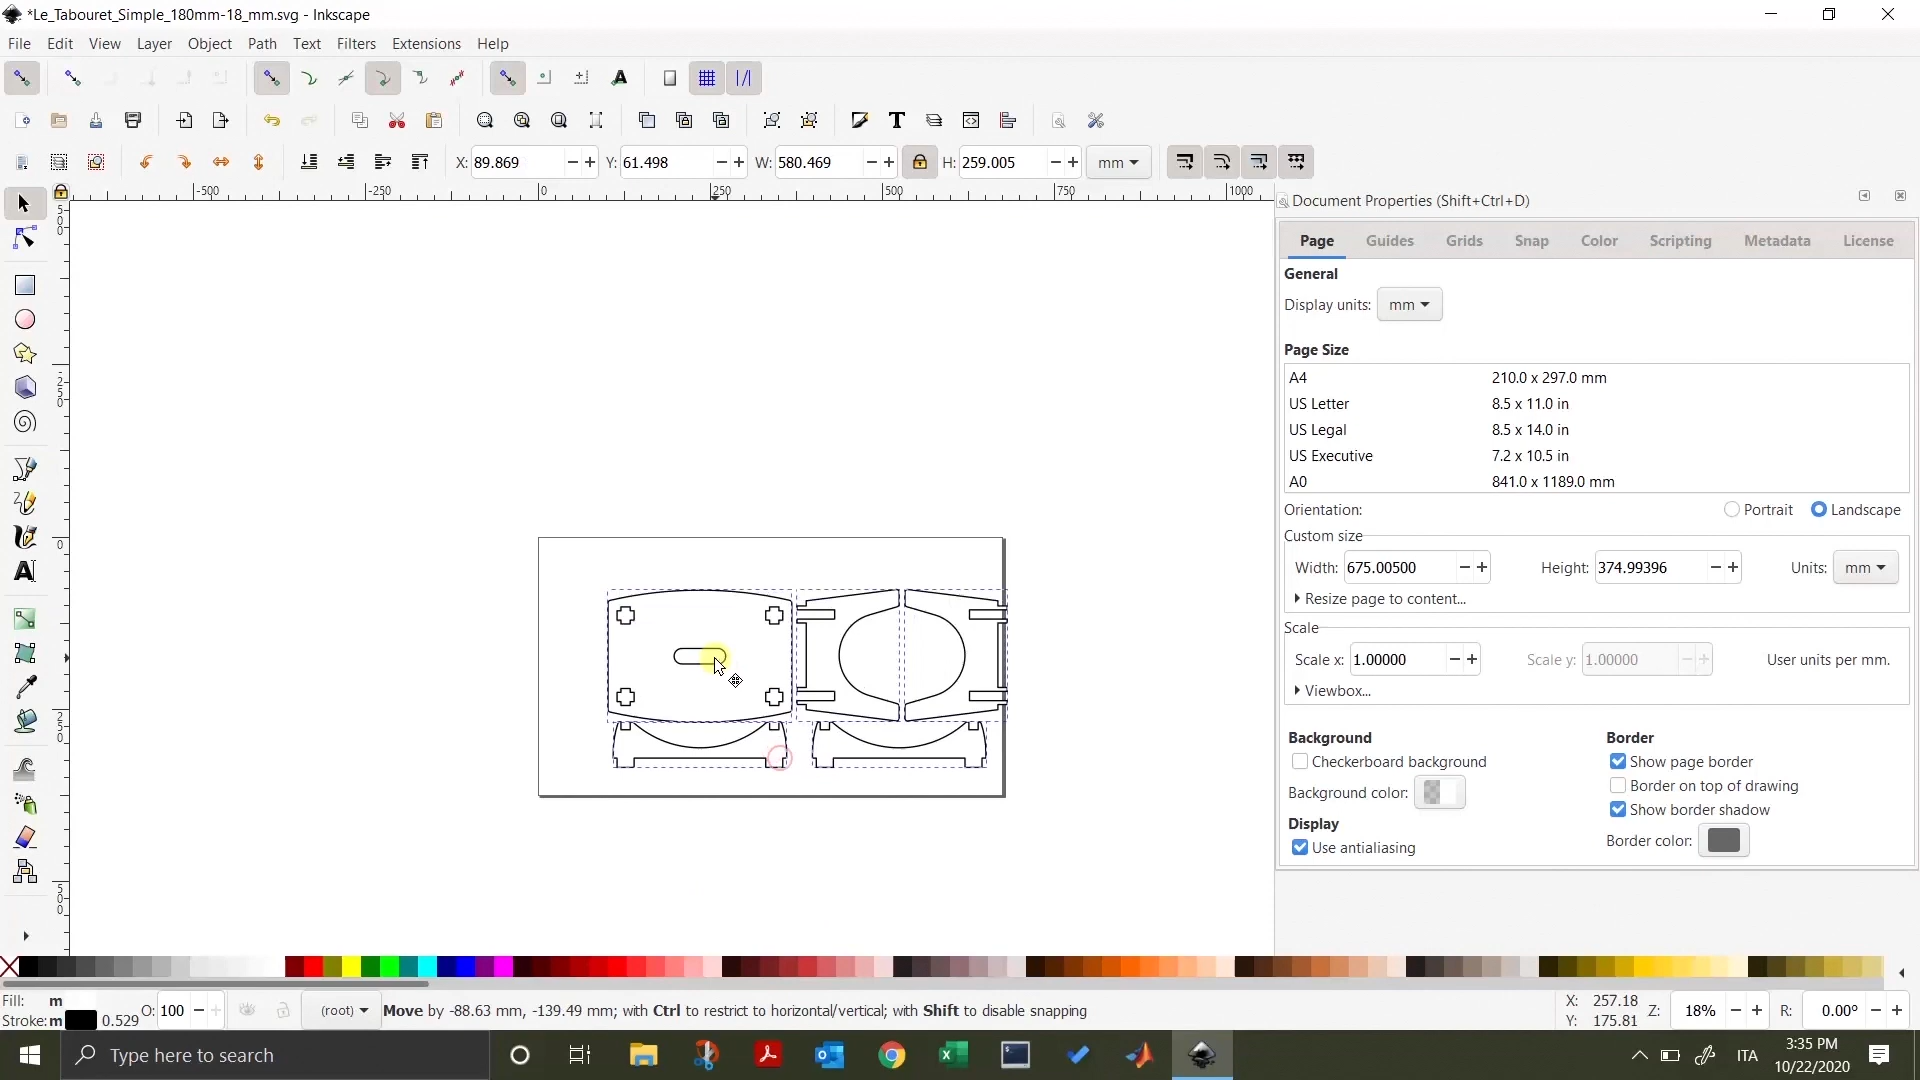 *Le_Tabouret_Simple_180mm-18_mm.svg - Inkscape
File Edit View Layer Object Path Text Filters Extensions Help
X: 89.869 Y: 61.498 W: 580.469 H: 259.005 mm
-500 -250 0 250 500 750 1000
Document Properties (Shift+Ctrl+D)
Page Guides Grids Snap Color Scripting Metadata License
General
Display units: mm
Page Size
A4 210.0 x 297.0 mm
US Letter 8.5 x 11.0 in
US Legal 8.5 x 14.0 in
US Executive 7.2 x 10.5 in
A0 841.0 x 1189.0 mm
Orientation: Portrait Landscape
Custom size
Width: 675.00500 Height: 374.99396 Units: mm
Resize page to content...
Scale
Scale x: 1.00000 Scale y: 1.00000 User units per mm.
Viewbox...
Background Border
Checkerboard background Show page border
Background color: Border on top of drawing
Display Show border shadow
Use antialiasing Border color:
Fill: m O: 100 (root) Move by -88.63 mm, -139.49 mm; with Ctrl to restrict to horizontal/vertical; with Shift to disable snapping X: 257.18 Z: 18% R: 0.00°
Stroke: m 0.529 Y: 175.81
Type here to search ITA 3:35 PM
10/22/2020